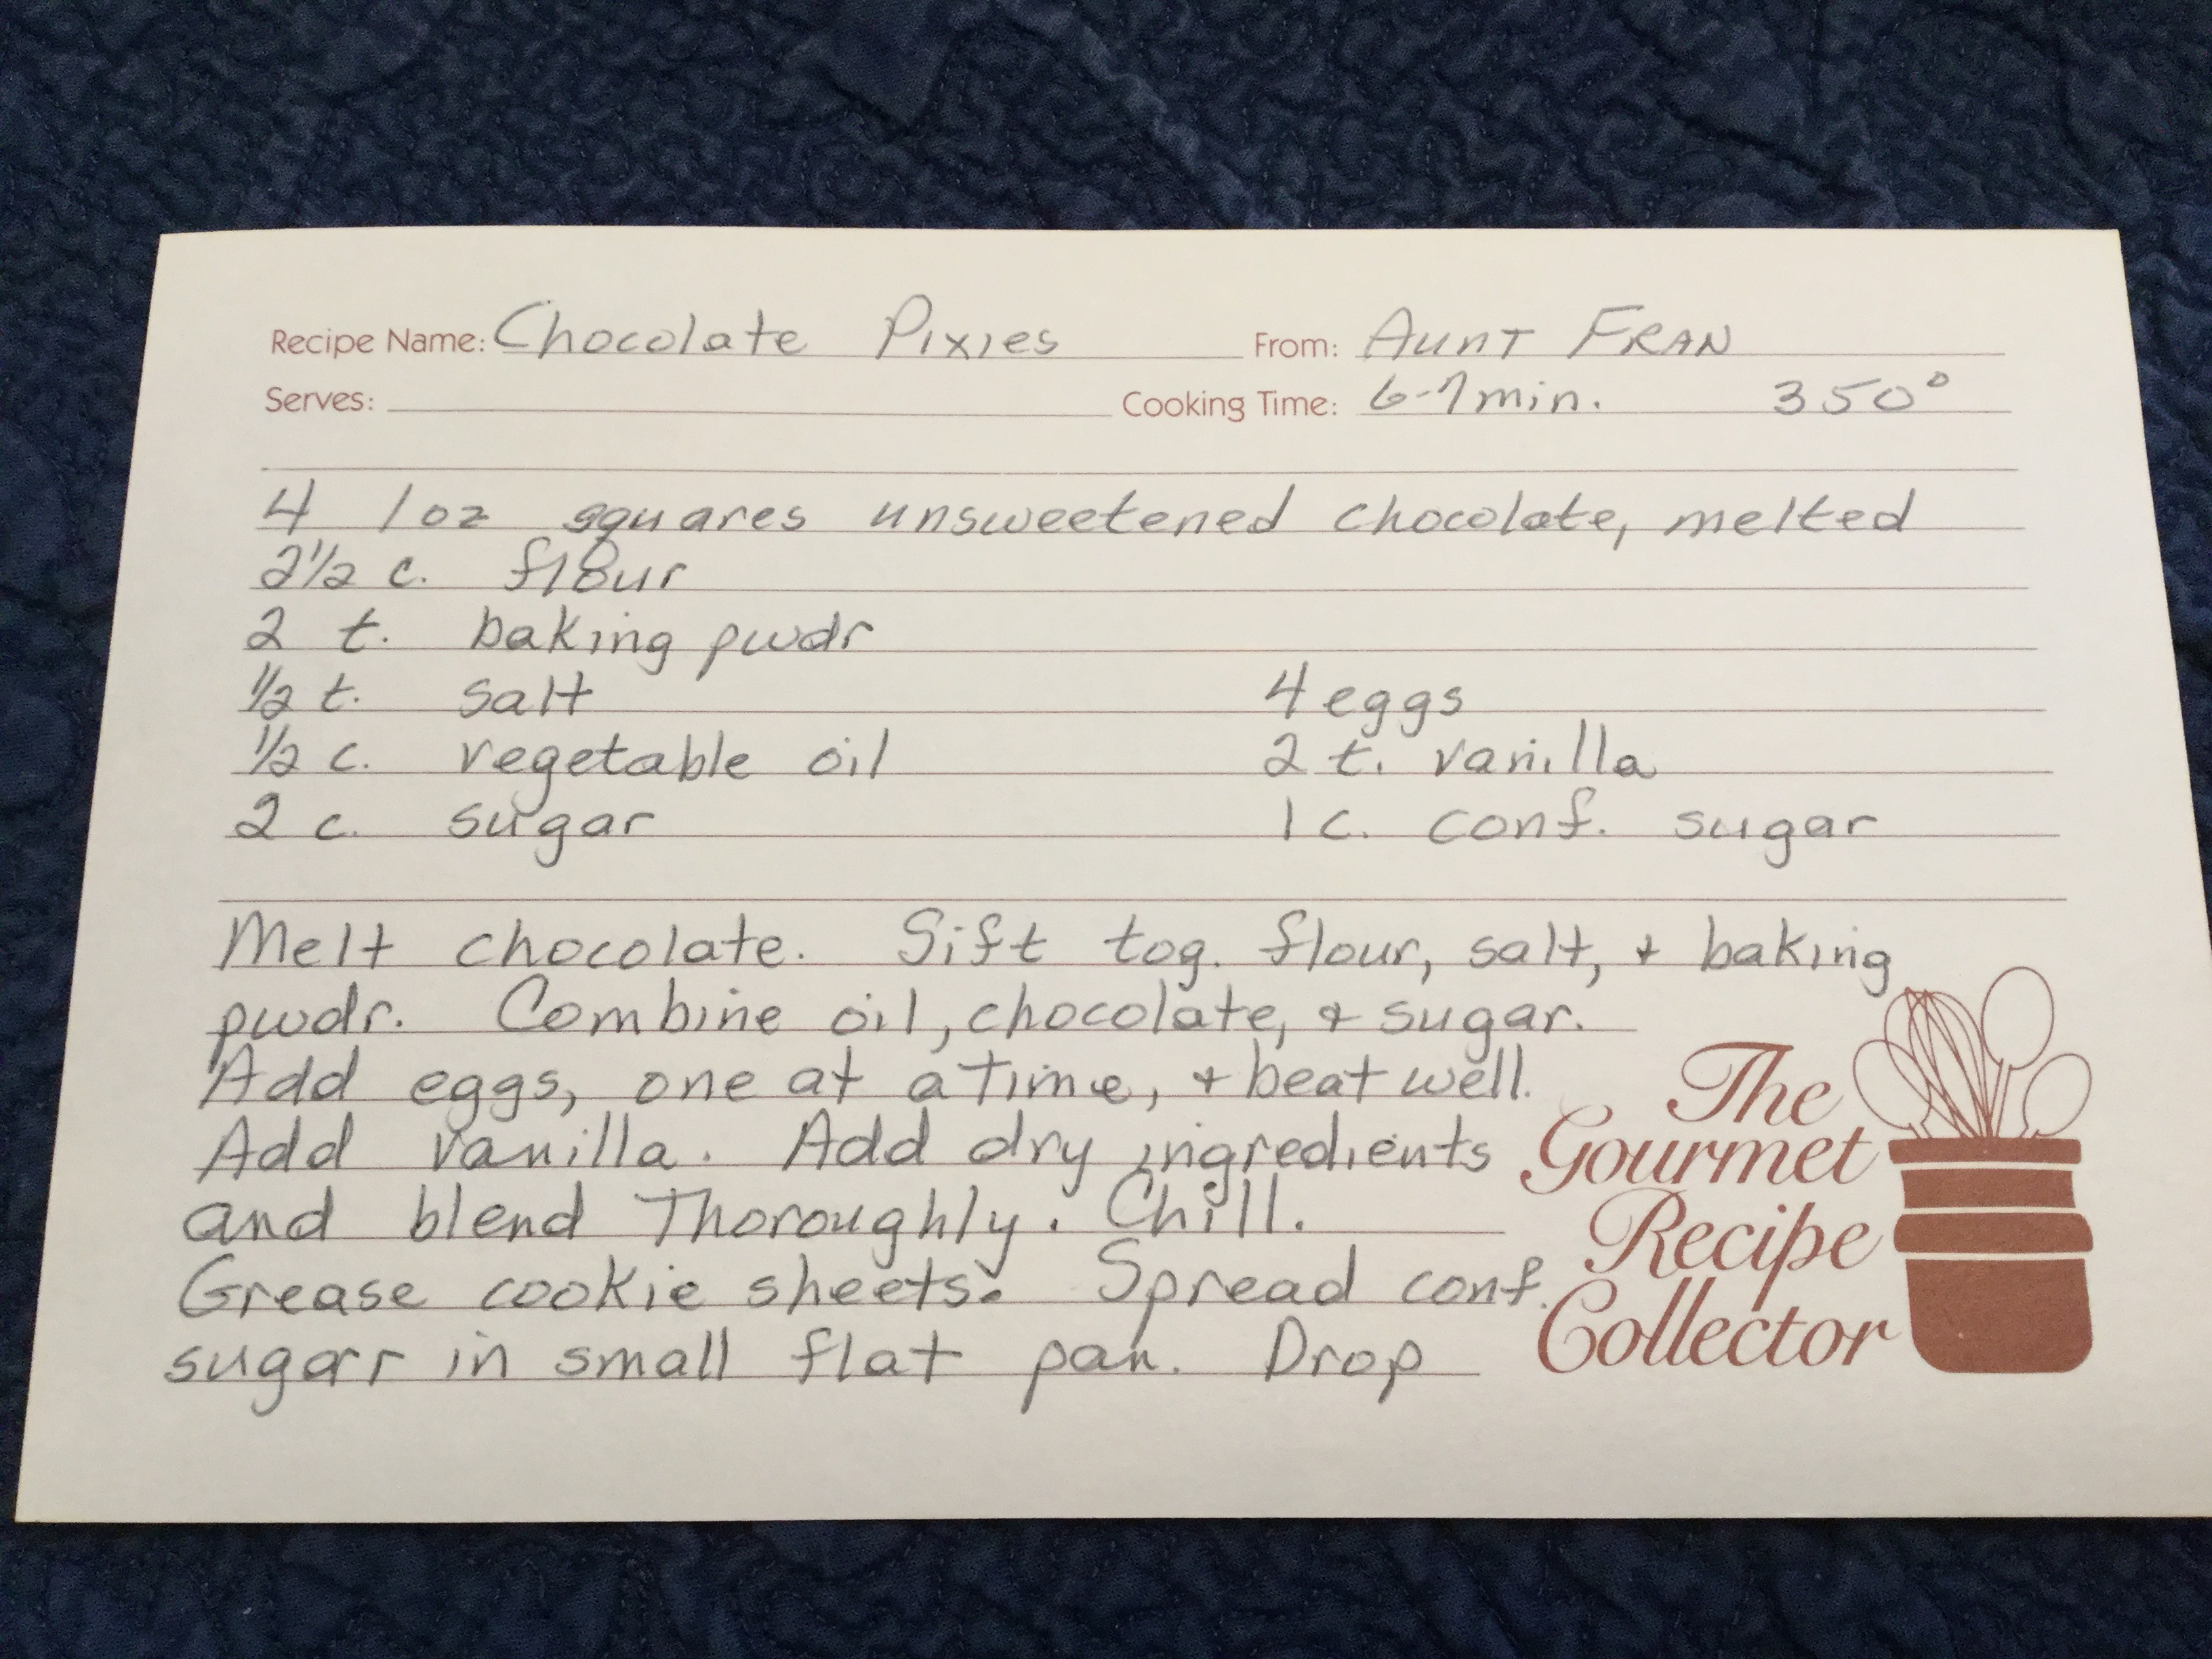 Recipe Name: Chocolate Pixies From: Aunt Fran
Serves: Cooking Time: 6-7 min. 350°
4 1oz squares unsweetened chocolate, melted
2½ c. flour
2 t. baking pwdr
½ t. salt 4 eggs
½ c. vegetable oil 2 t. vanilla
2 c. sugar 1 c. conf. sugar
Melt chocolate. Sift tog. flour, salt, + baking
pwdr. Combine oil, chocolate, + sugar.
Add eggs, one at a time, + beat well.
Add vanilla. Add dry ingredients
and blend Thoroughly. Chill.
Grease cookie sheets. Spread conf.
sugar in small flat pan. Drop
The
Gourmet
Recipe
Collector